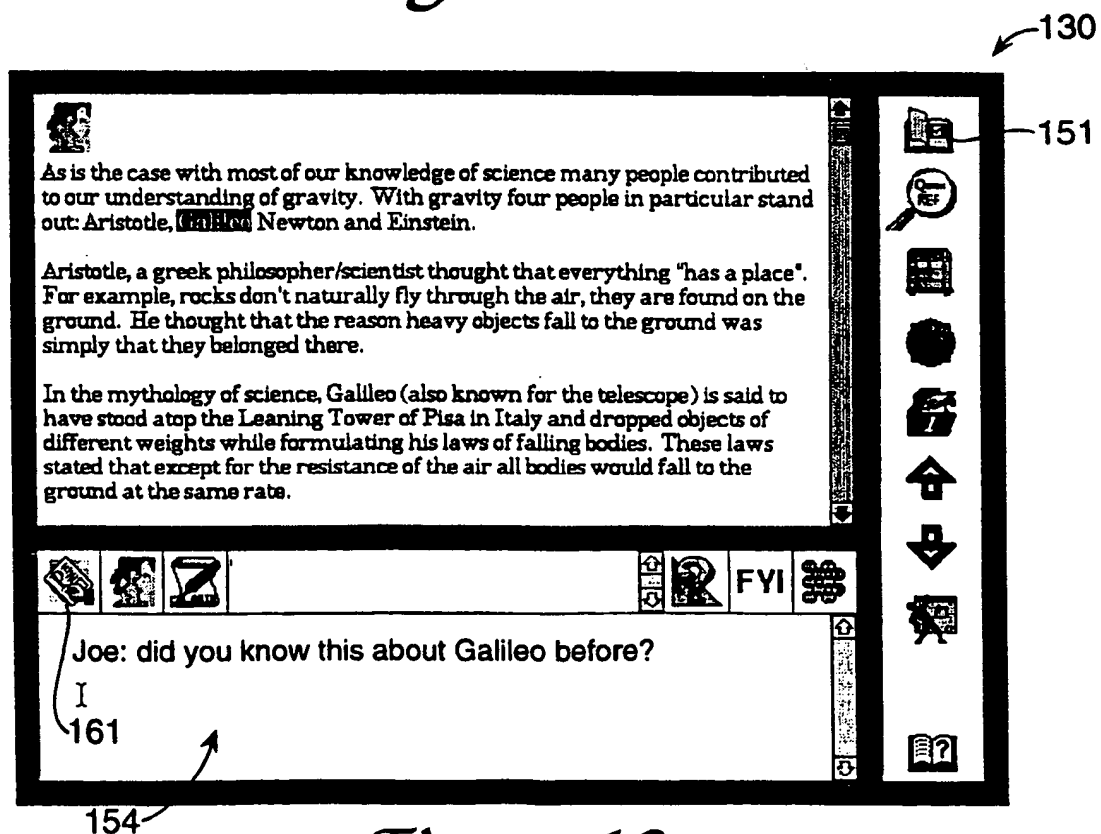 130
151
As is the case with most of our knowledge of science many people contributed
to our understanding of gravity. With gravity four people in particular stand
out: Aristotle, Galileo Newton and Einstein.
REF
Aristotle, a greek philosopher/scientist thought that everything "has a place".
For example, rocks don't naturally fly through the air, they are found on the
ground. He thought that the reason heavy objects fall to the ground was
simply that they belonged there.
In the mythology of science, Galileo (also known for the telescope) is said to
have stood atop the Leaning Tower of Pisa in Italy and dropped objects of
different weights while formulating his laws of falling bodies. These laws
stated that except for the resistance of the air all bodies would fall to the
ground at the same rate.
FYI
Joe: did you know this about Galileo before?
161
?
154